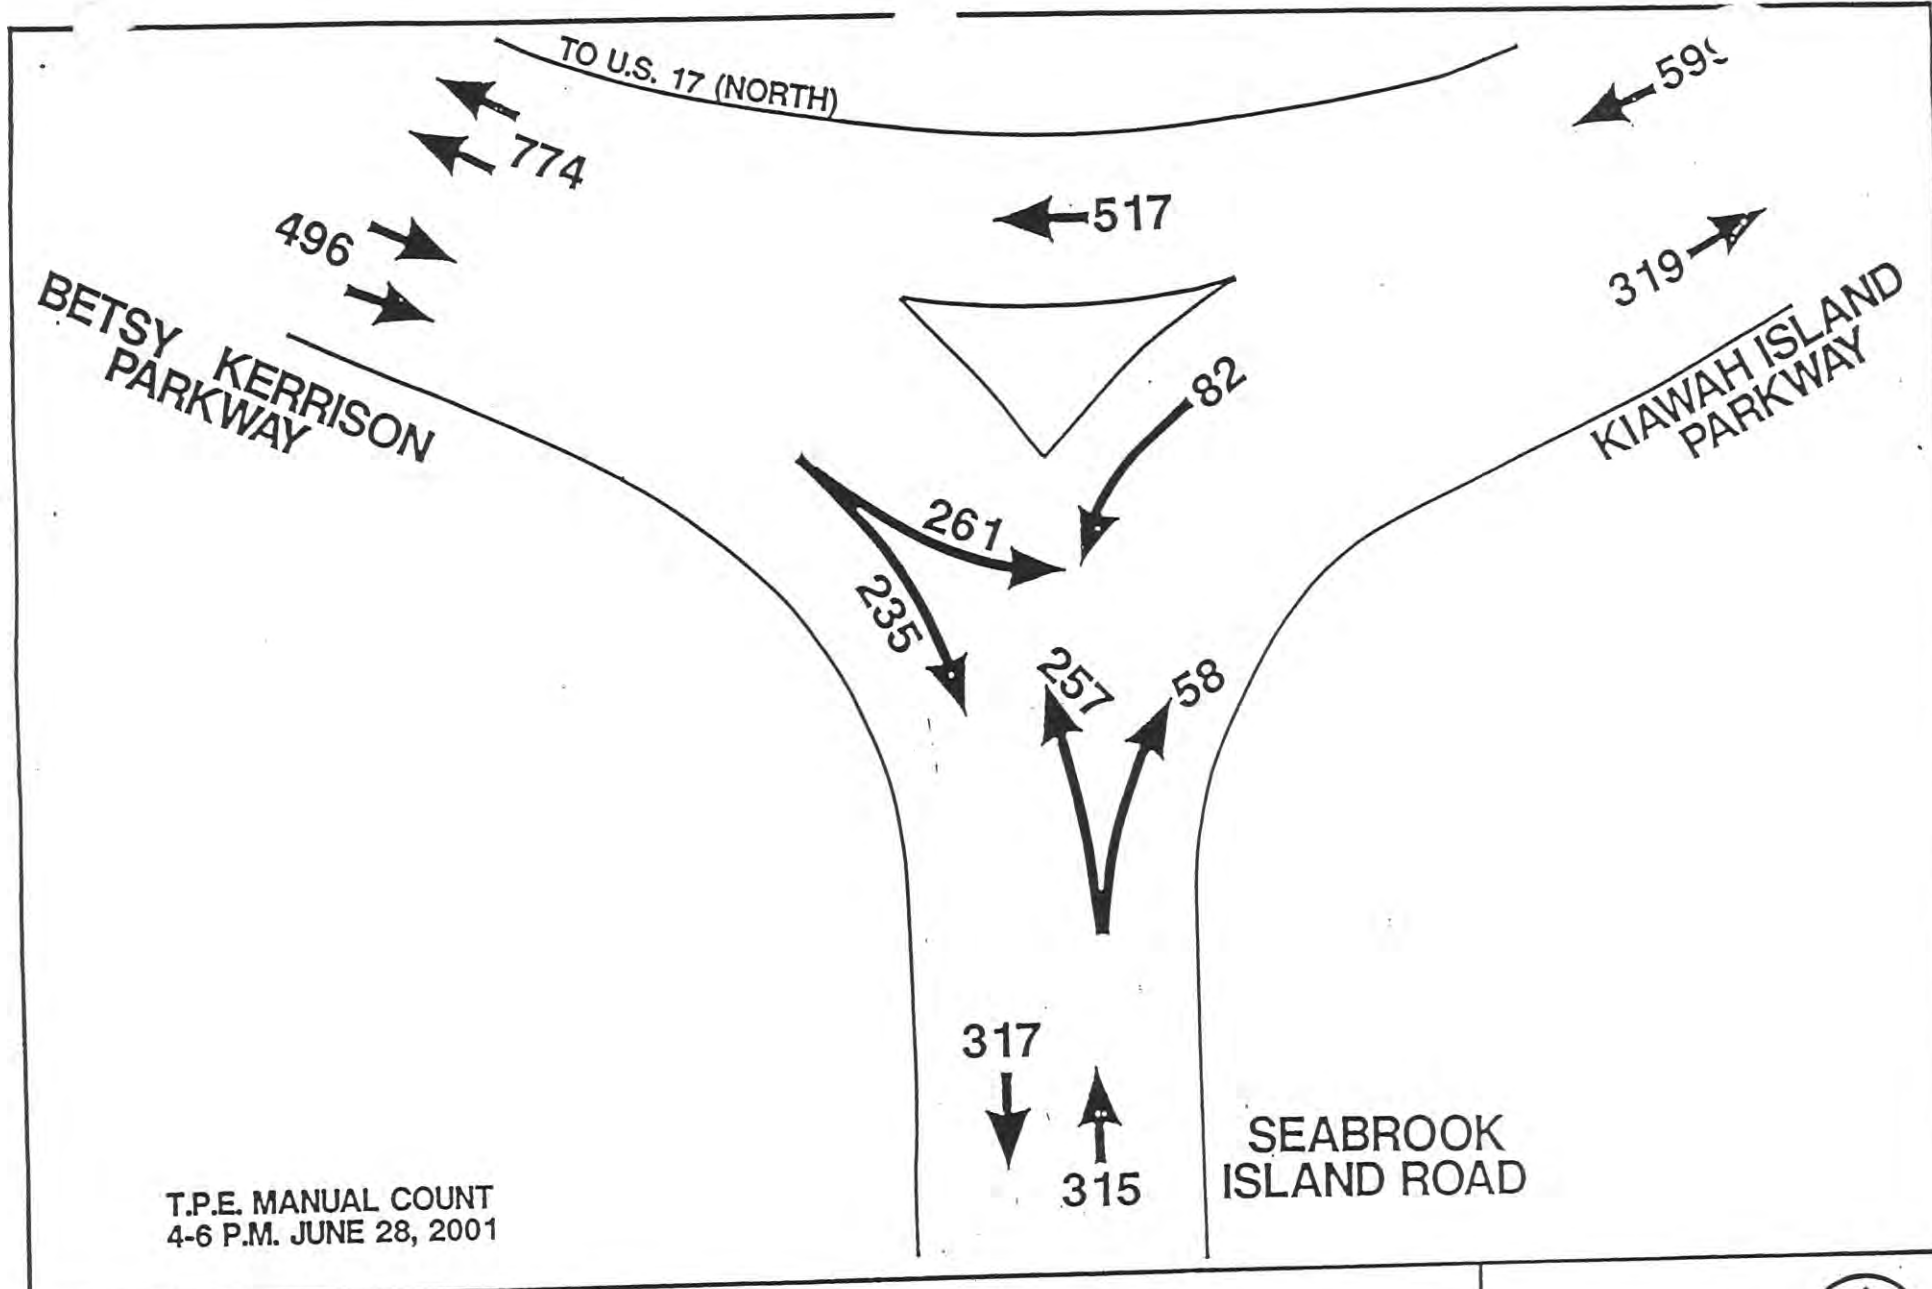 TO U.S. 17 (NORTH)
599
774
517
496
319
BETSY KERRISON
PARKWAY
KIAWAH ISLAND
PARKWAY
82
261
235
257
58
317
315
SEABROOK
ISLAND ROAD
T.P.E. MANUAL COUNT
4-6 P.M. JUNE 28, 2001